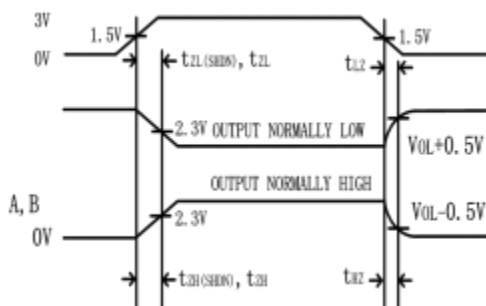 3V
1.5V
1.5V
0V
tZL(SHDN), tZL
tLZ
2.3V OUTPUT NORMALLY LOW
VOL+0.5V
OUTPUT NORMALLY HIGH
A, B
2.3V
VOL-0.5V
0V
tZH(SHDN), tZH
tHZ